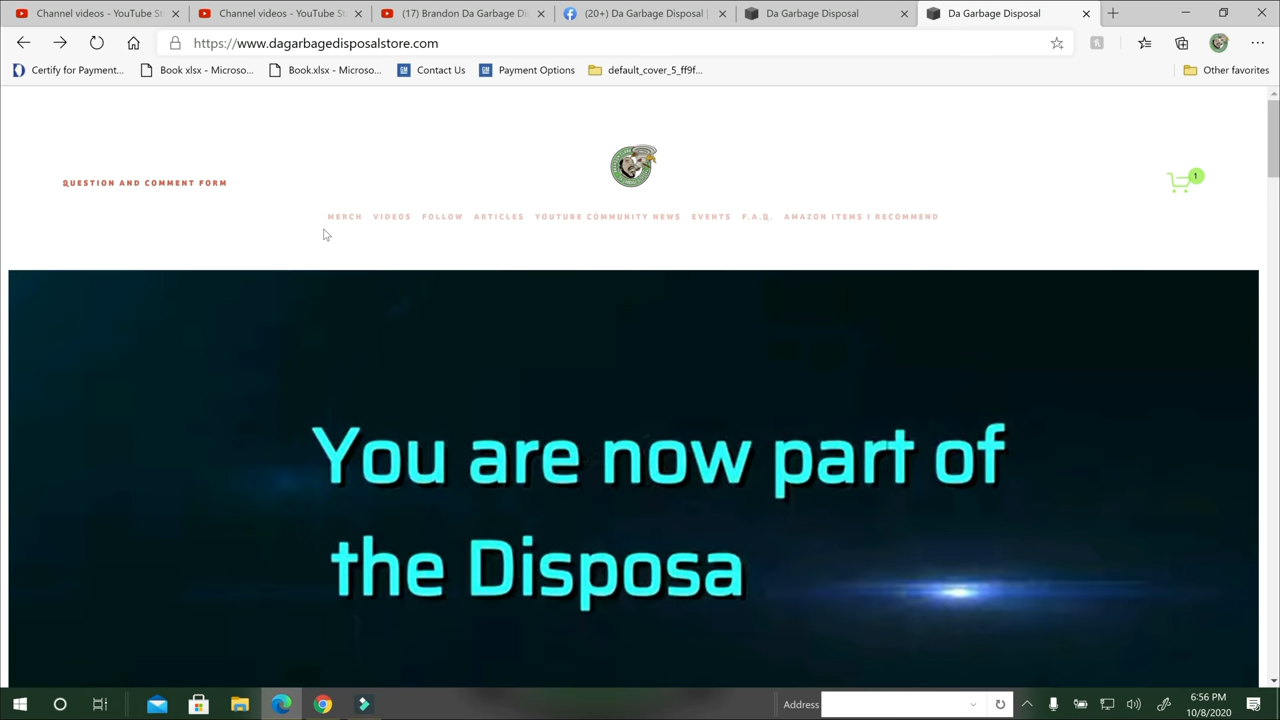 Channel videos - YouTube St
Channel videos - YouTube St
(17) Brandon Da Garbage Di
(20+) Da Garbage Disposal |
Da Garbage Disposal
Da Garbage Disposal
https://www.dagarbagedisposalstore.com
Certify for Payment...
Book xlsx - Microso...
Book.xlsx - Microso...
Contact Us
Payment Options
default_cover_5_ff9f...
Other favorites
QUESTION AND COMMENT FORM
1
MERCH VIDEOS FOLLOW ARTICLES YOUTUBE COMMUNITY NEWS EVENTS F.A.Q. AMAZON ITEMS I RECOMMEND
You are now part of
the Disposa
Address
6:56 PM
10/8/2020